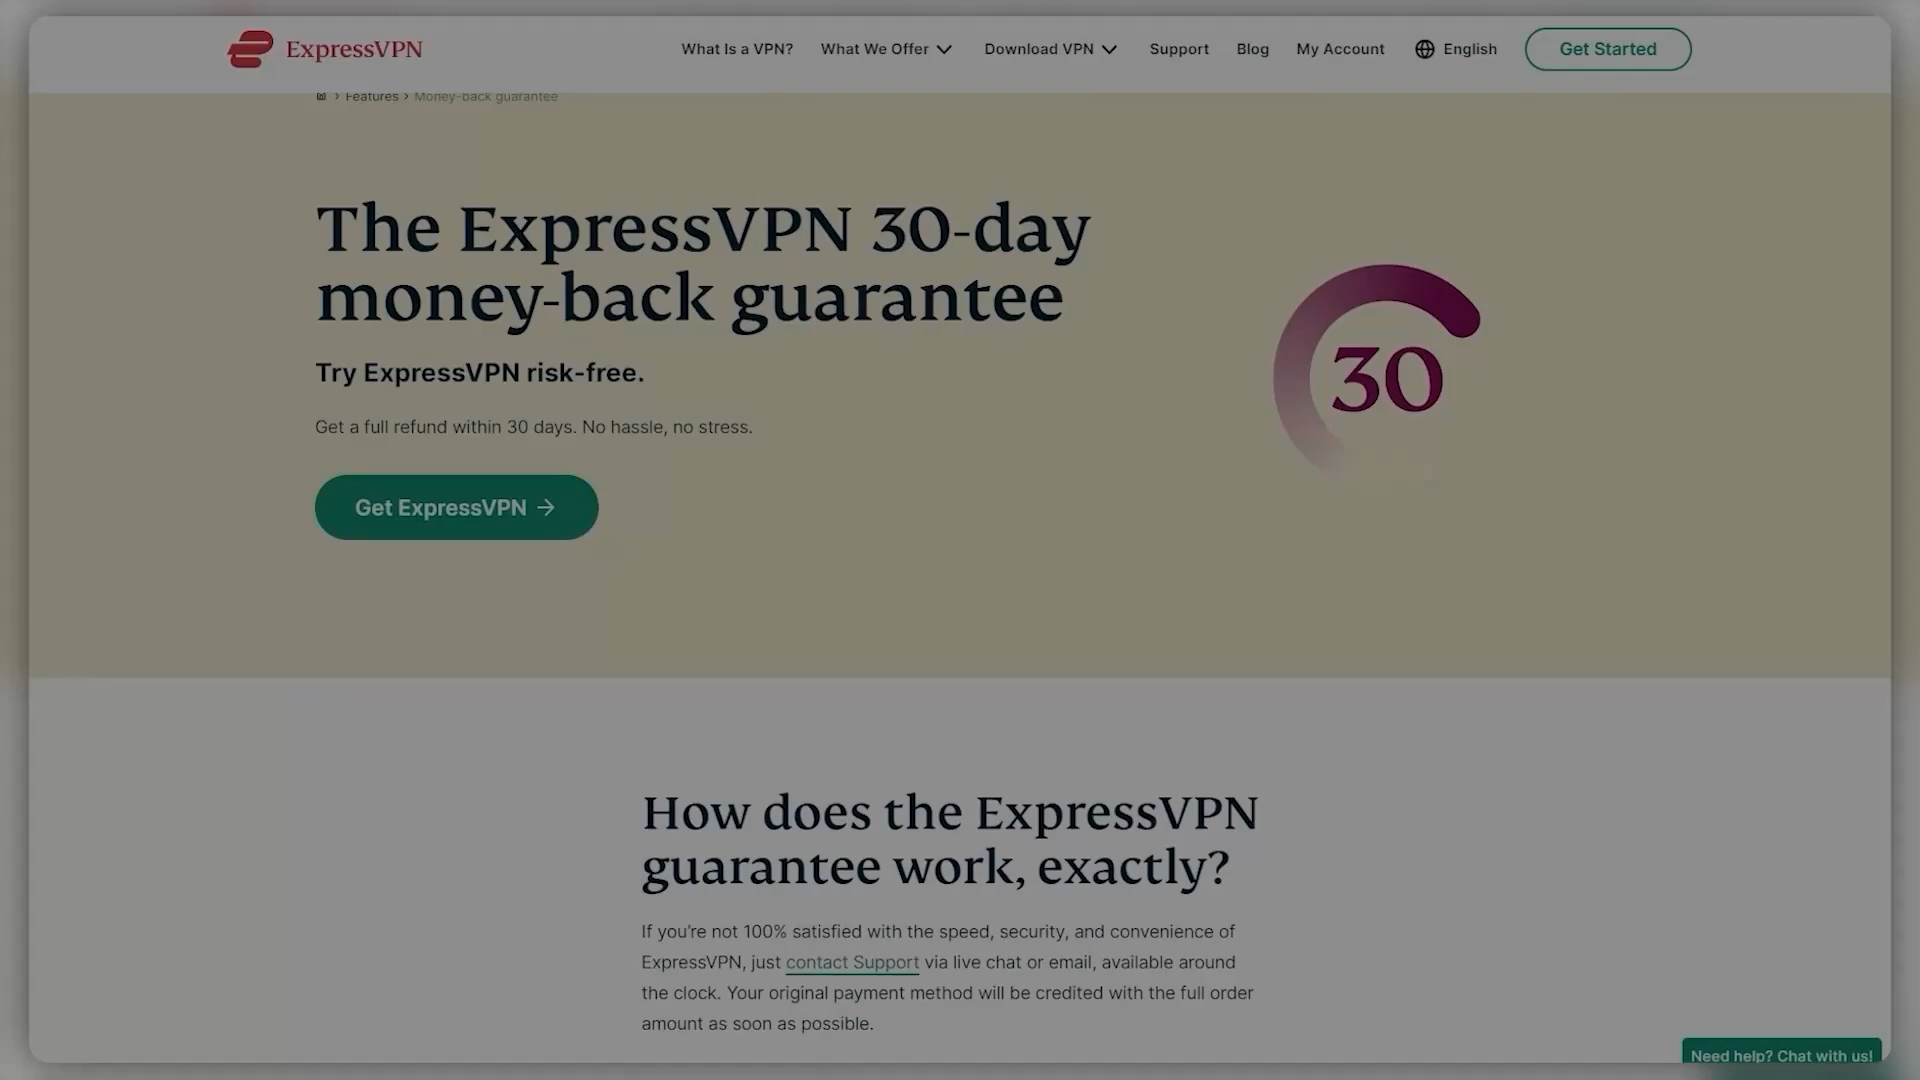 ExpressVPN
What Is a VPN? What We Offer Download VPN Support Blog My Account English Get Started
› Features › Money-back guarantee
The ExpressVPN 30-day
money-back guarantee
Try ExpressVPN risk-free.
Get a full refund within 30 days. No hassle, no stress.
Get ExpressVPN →
30
How does the ExpressVPN
guarantee work, exactly?
If you’re not 100% satisfied with the speed, security, and convenience of
ExpressVPN, just contact Support via live chat or email, available around
the clock. Your original payment method will be credited with the full order
amount as soon as possible.
Need help? Chat with us!